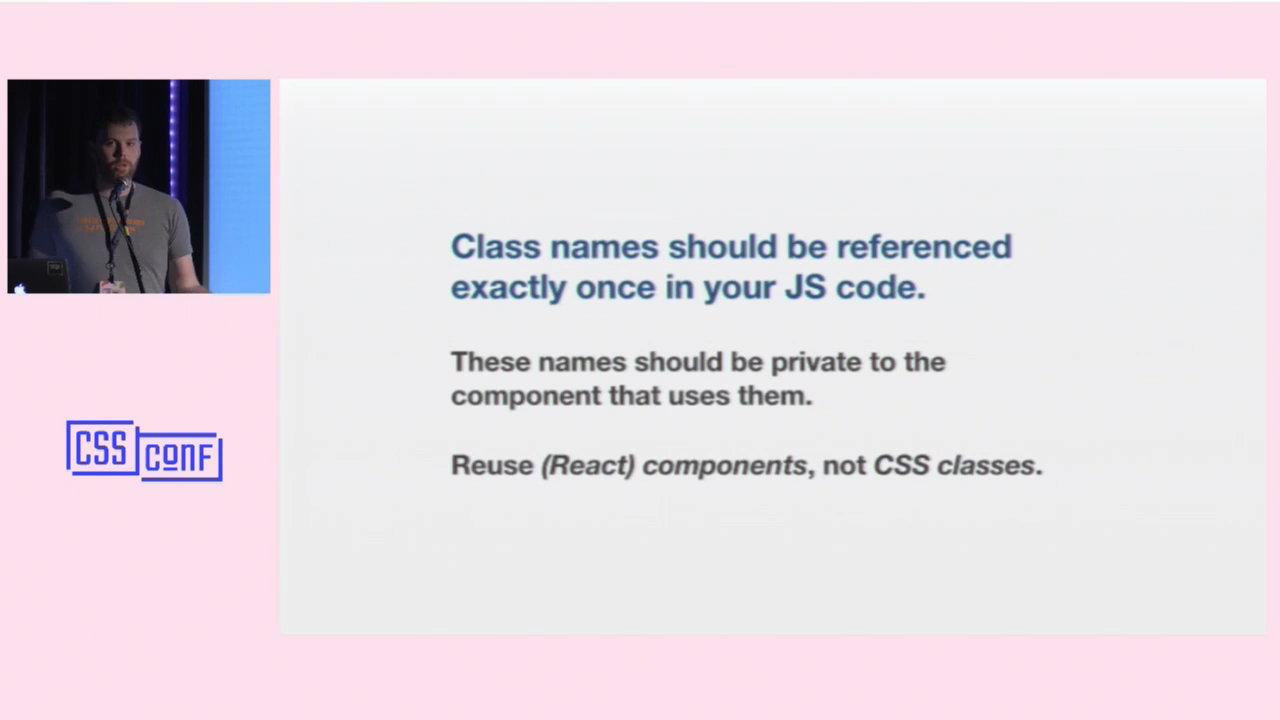 Class names should be referenced
exactly once in your JS code.
These names should be private to the
component that uses them.
Reuse (React) components, not CSS classes.
CSS
conf